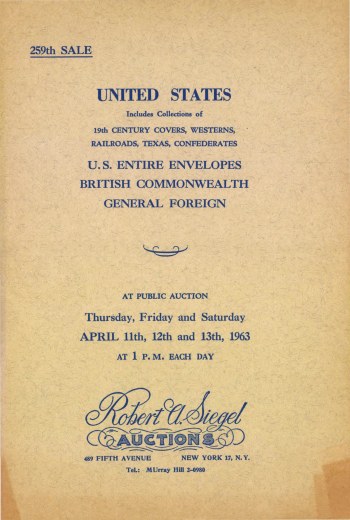 259th SALE
UNITED STATES
Includes Collections of
19th CENTURY COVERS, WESTERNS,
RAILROADS, TEXAS, CONFEDERATES
U.S. ENTIRE ENVELOPES
BRITISH COMMONWEALTH
GENERAL FOREIGN
AT PUBLIC AUCTION
Thursday, Friday and Saturday
APRIL 11th, 12th and 13th, 1963
AT 1 P.M. EACH DAY
Robert A. Siegel
AUCTIONS
489 FIFTH AVENUE NEW YORK 17, N.Y.
Tel.: MUrray Hill 2-0980